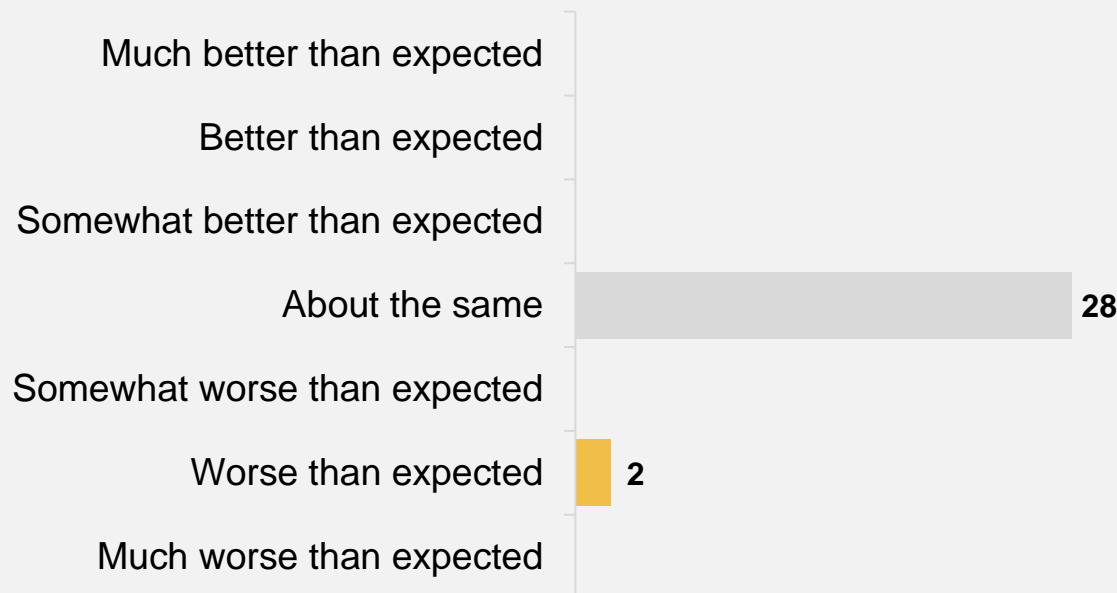 Much better than expected
Better than expected
Somewhat better than expected
About the same 28
Somewhat worse than expected
Worse than expected 2
Much worse than expected